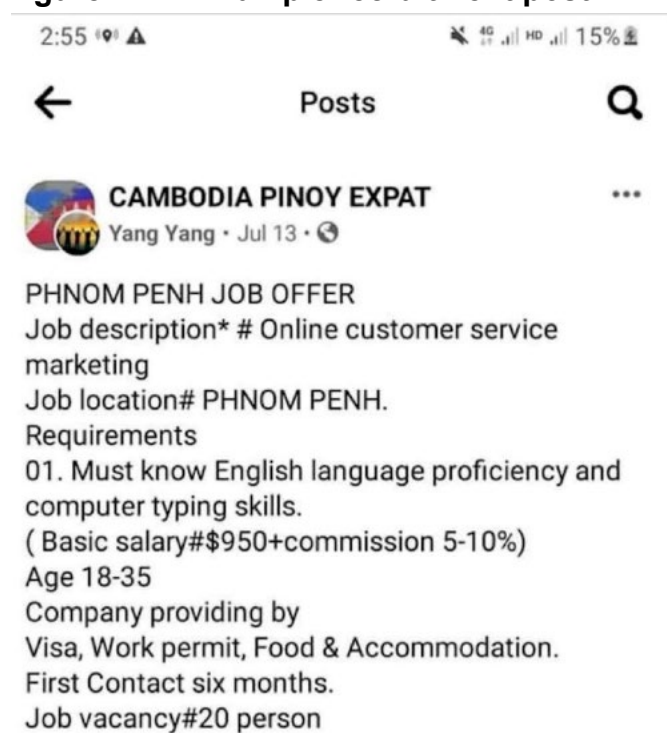 2:55
4G HD 15%
Posts
CAMBODIA PINOY EXPAT
Yang Yang · Jul 13 ·
PHNOM PENH JOB OFFER
Job description* # Online customer service
marketing
Job location# PHNOM PENH.
Requirements
01. Must know English language proficiency and
computer typing skills.
( Basic salary#$950+commission 5-10%)
Age 18-35
Company providing by
Visa, Work permit, Food & Accommodation.
First Contact six months.
Job vacancy#20 person